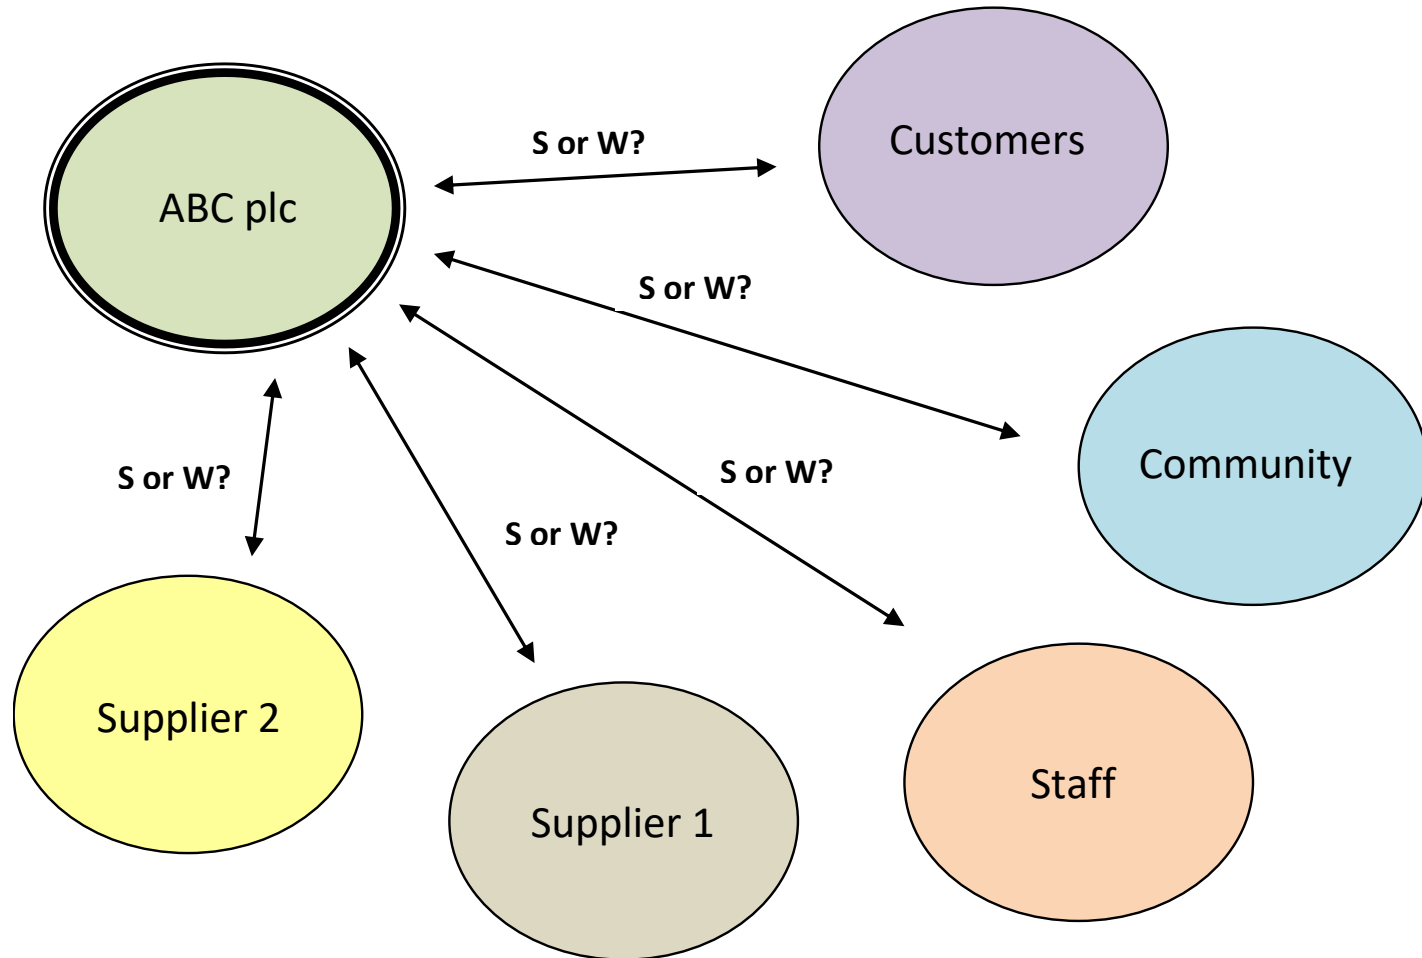 Customers
S or W?
ABC plc
S or W?
Community
S or W?
S or W?
S or W?
Supplier 2
Staff
Supplier 1